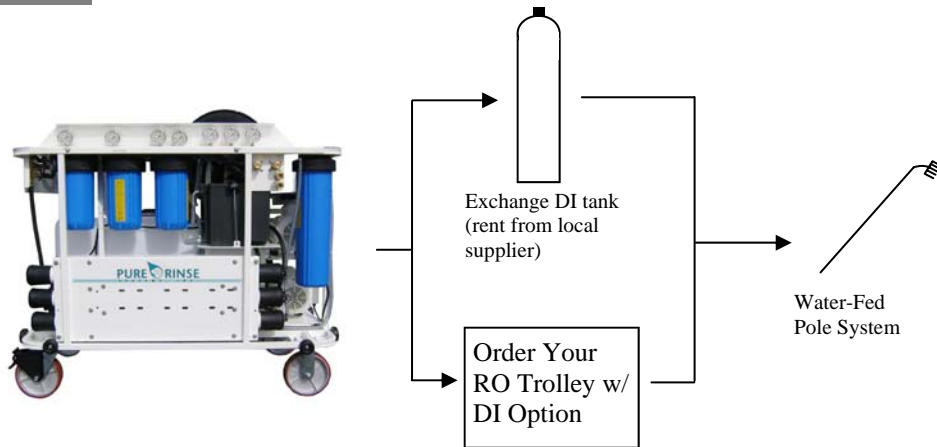 PURE RINSE
Exchange DI tank
(rent from local
supplier)
Order Your
RO Trolley w/
DI Option
Water-Fed
Pole System